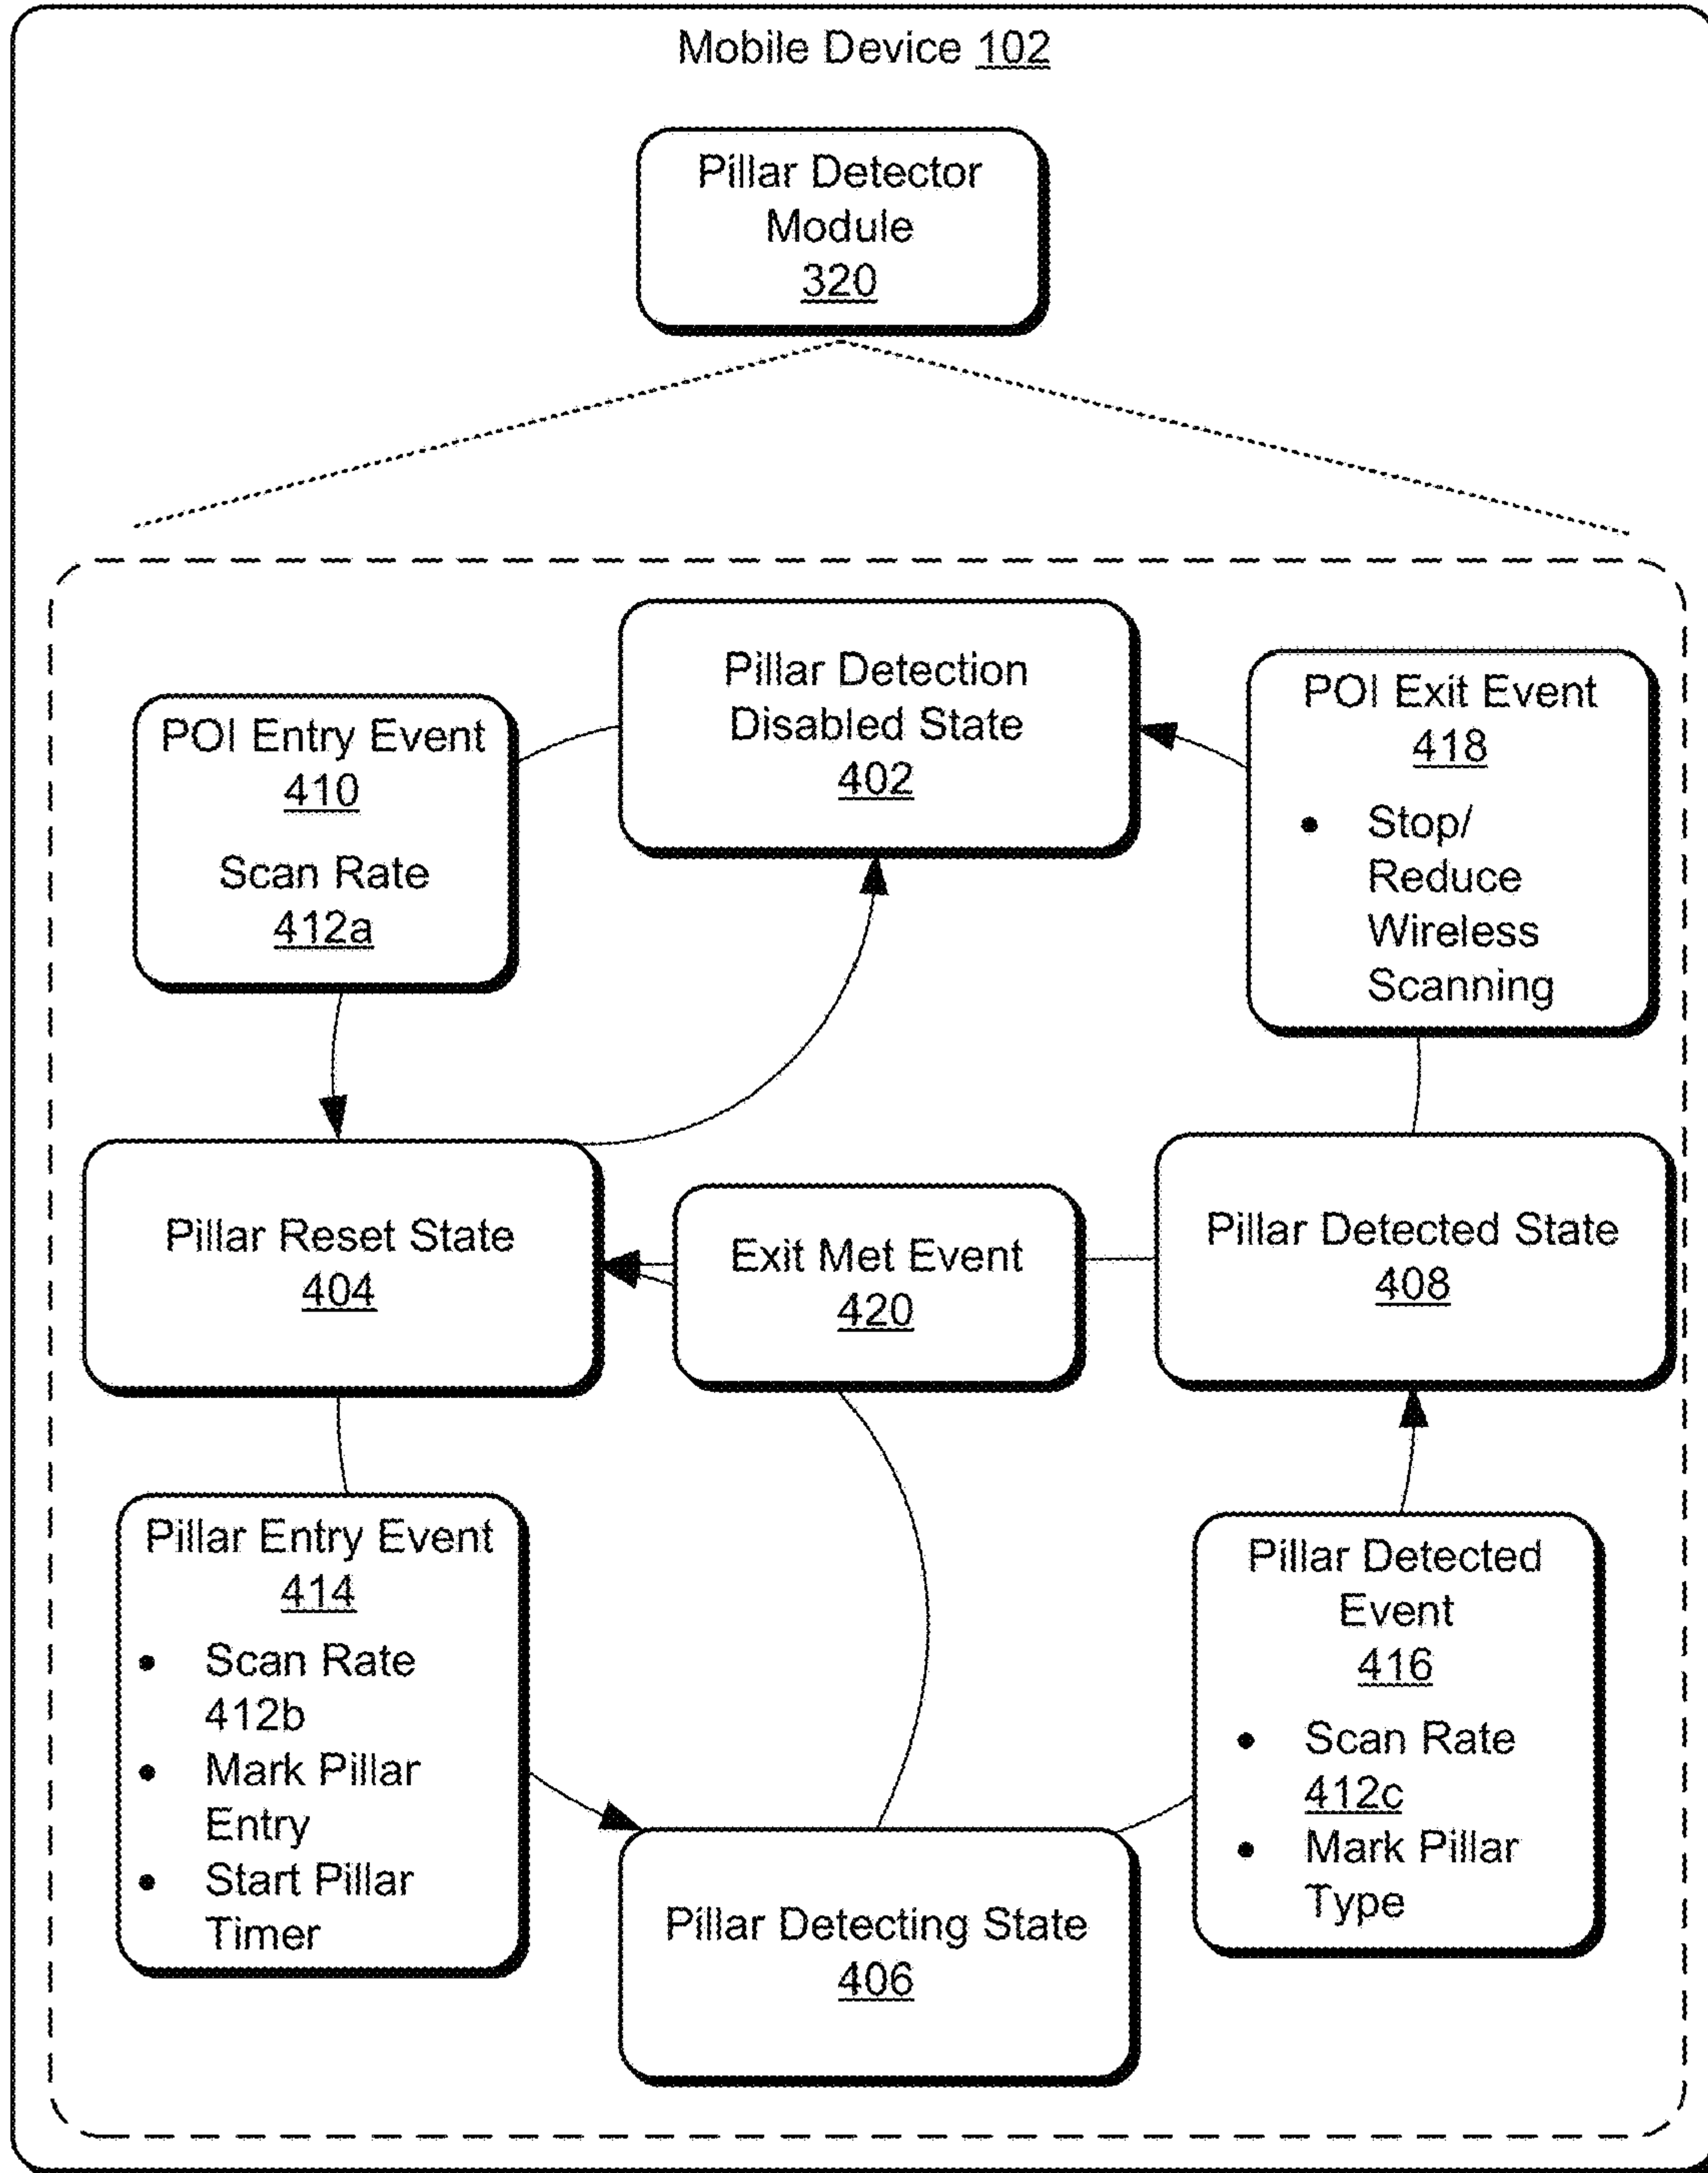 Mobile Device 102
Pillar Detector
Module
320
Pillar Detection
Disabled State
402
POI Entry Event
410
Scan Rate
412a
POI Exit Event
418
• Stop/
Reduce
Wireless
Scanning
Pillar Reset State
404
Exit Met Event
420
Pillar Detected State
408
Pillar Entry Event
414
• Scan Rate
412b
• Mark Pillar
Entry
• Start Pillar
Timer
Pillar Detected
Event
416
• Scan Rate
412c
• Mark Pillar
Type
Pillar Detecting State
406